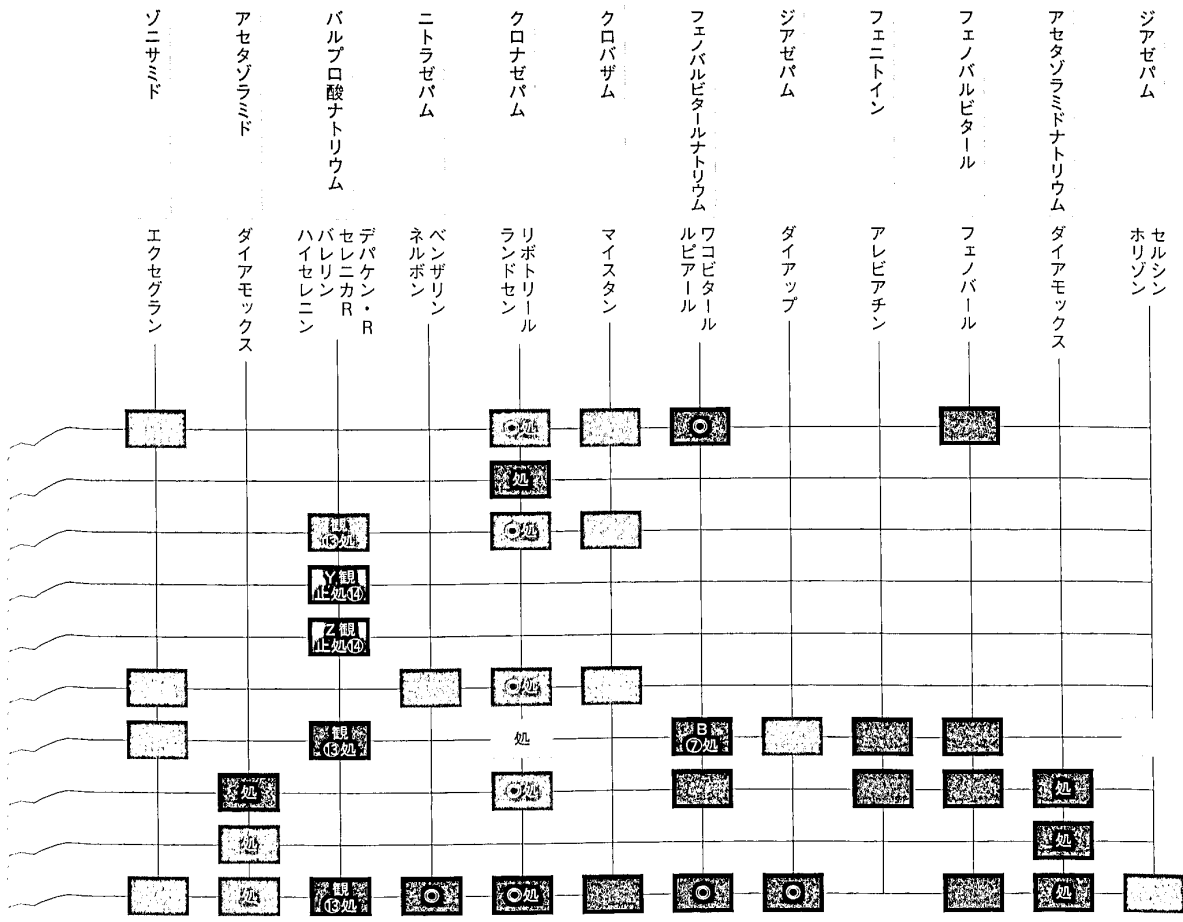 ゾニサミド
アセタゾラミド
バルプロ酸ナトリウム
ニトラゼパム
クロナゼパム
クロバザム
フェノバルビタールナトリウム
ジアゼパム
フェニトイン
フェノバルビタール
アセタゾラミドナトリウム
ジアゼパム
エクセグラン
ダイアモックス
デパケン・R
セレニカR
バレリン
ハイセレニン
ベンザリン
ネルボン
リボトリール
ランドセン
マイスタン
ワコビタール
ルピアール
ダイアップ
アレビアチン
フェノバール
ダイアモックス
セルシン
ホリゾン
◎処
◎
処
観
⑬処
◎処
Y観
止処⑭
Z観
止処⑭
◎処
観
⑬処
処
B
⑦処
処
◎処
処
処
処
処
観
⑬処
◎
◎処
◎
◎
処